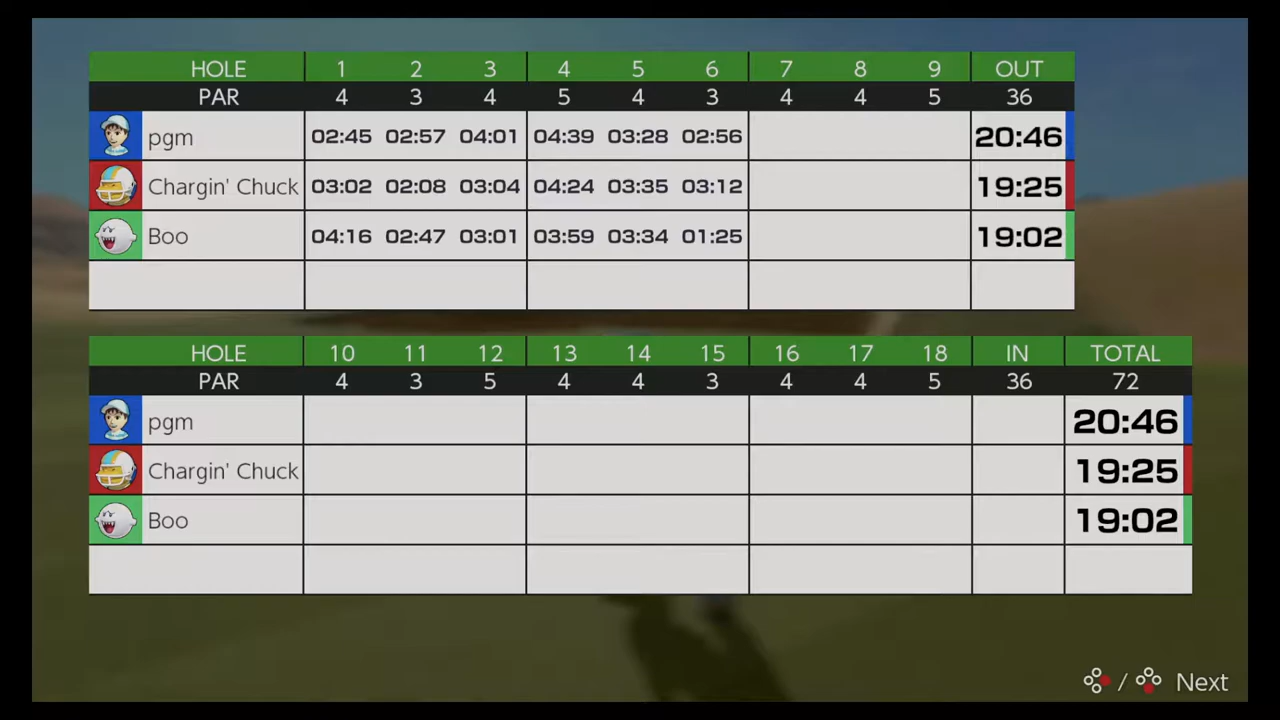 HOLE 1 2 3 4 5 6 7 8 9 OUT
PAR 4 3 4 5 4 3 4 4 5 36
pgm 02:45 02:57 04:01 04:39 03:28 02:56 20:46
Chargin' Chuck 03:02 02:08 03:04 04:24 03:35 03:12 19:25
Boo 04:16 02:47 03:01 03:59 03:34 01:25 19:02
HOLE 10 11 12 13 14 15 16 17 18 IN TOTAL
PAR 4 3 5 4 4 3 4 4 5 36 72
pgm 20:46
Chargin' Chuck 19:25
Boo 19:02
/ Next